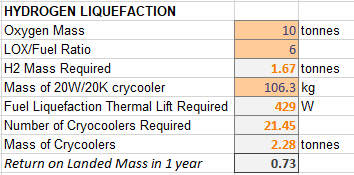 HYDROGEN LIQUEFACTION
Oxygen Mass 10 tonnes
LOX/Fuel Ratio 6
H2 Mass Required 1.67 tonnes
Mass of 20W/20K crycooler 106.3 kg
Fuel Liquefaction Thermal Lift Required 429 W
Number of Cryocoolers Required 21.45
Mass of Crycoolers 2.28 tonnes
Return on Landed Mass in 1 year 0.73